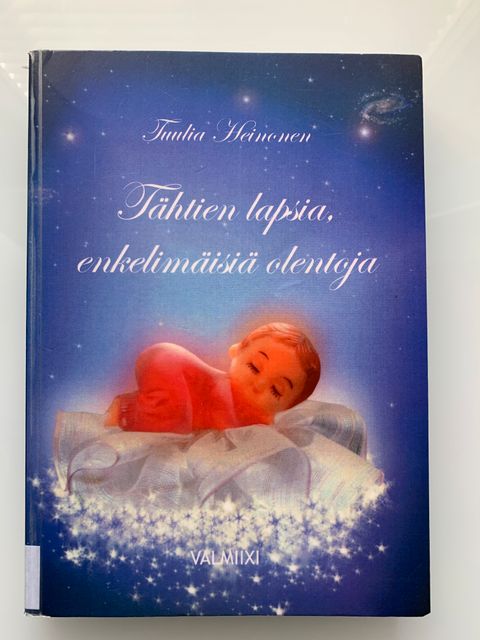 Tuulia Heinonen
Tähtien lapsia,
enkelimäisiä olentoja
VALMIIXI